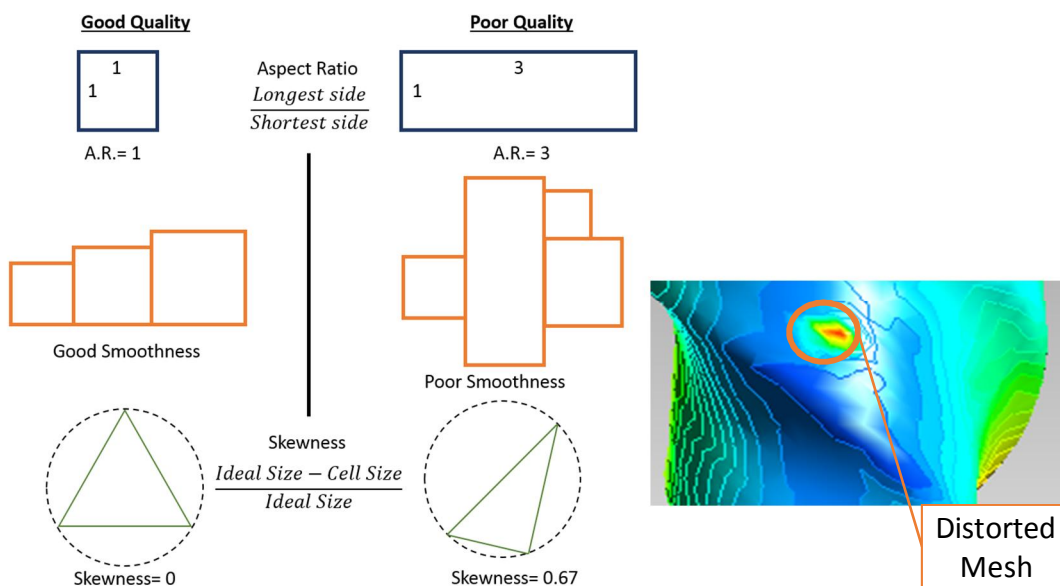 Good Quality
Poor Quality
1
1
Aspect Ratio
Longest side
Shortest side
3
1
A.R.= 1
A.R.= 3
Good Smoothness
Poor Smoothness
Skewness
Ideal Size − Cell Size
Ideal Size
Skewness= 0
Skewness= 0.67
Distorted
Mesh